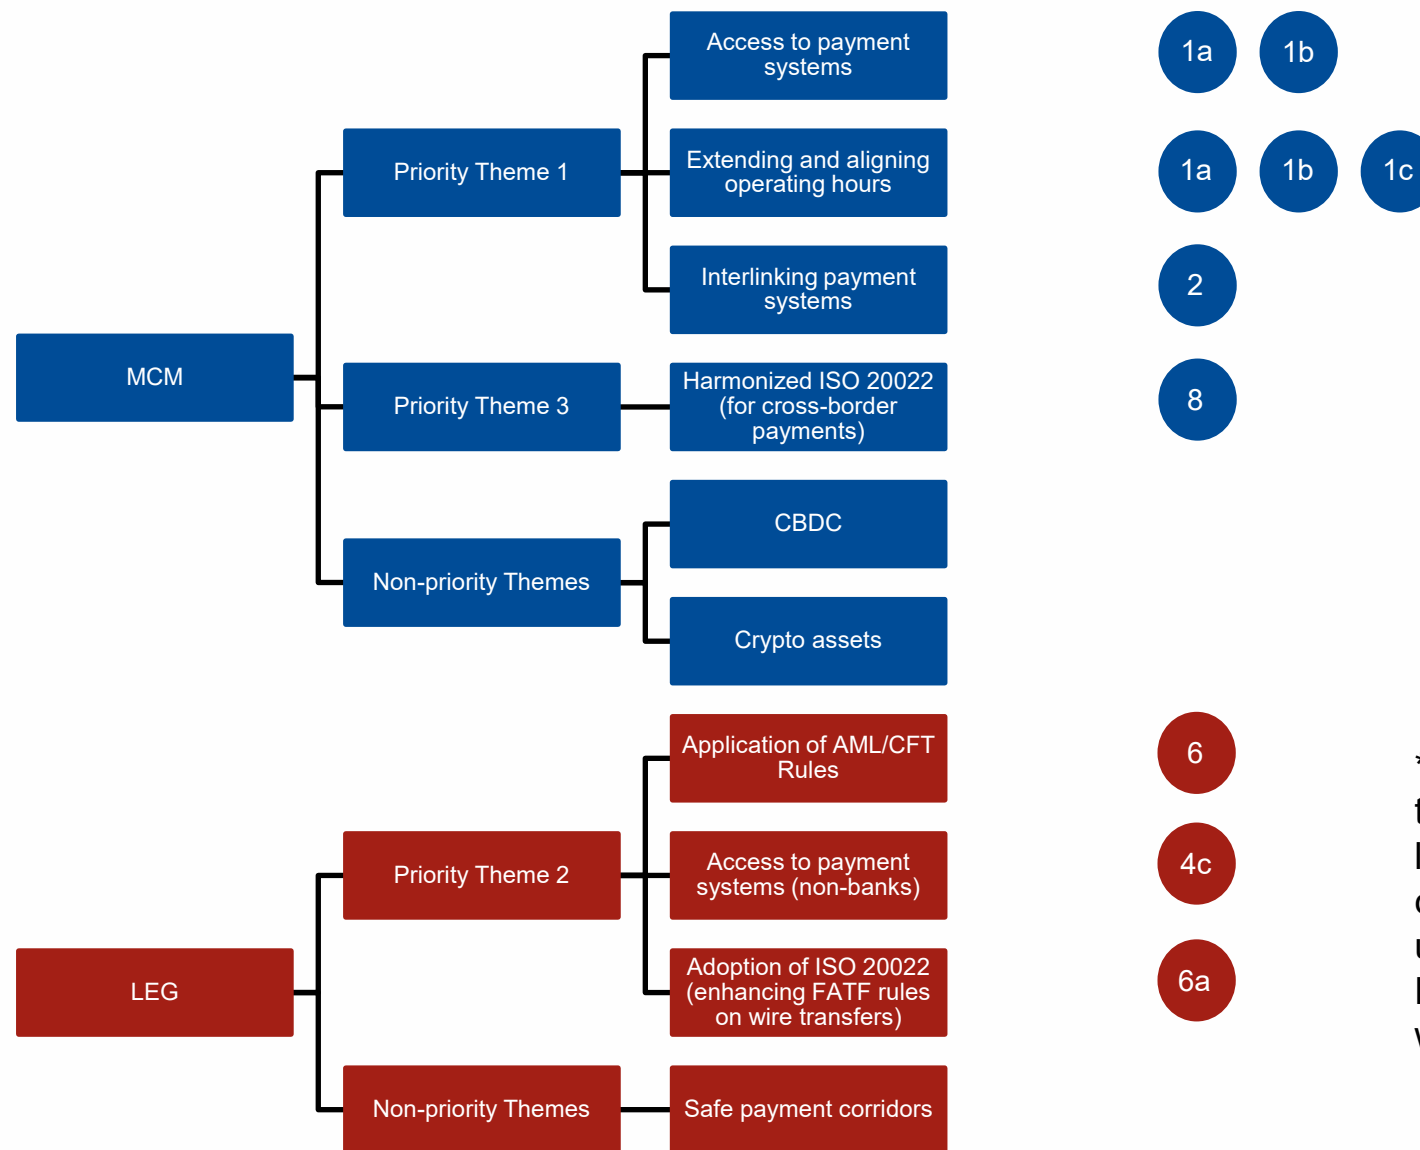 Access to payment
systems
1a
1b
Priority Theme 1
Extending and aligning
operating hours
1a
1b
1c
Interlinking payment
systems
2
MCM
Priority Theme 3
Harmonized ISO 20022
(for cross-border
payments)
8
CBDC
Non-priority Themes
Crypto assets
Application of AML/CFT
Rules
6
Priority Theme 2
Access to payment
systems (non-banks)
4c
LEG
Adoption of ISO 20022
(enhancing FATF rules
on wire transfers)
6a
Non-priority Themes
Safe payment corridors